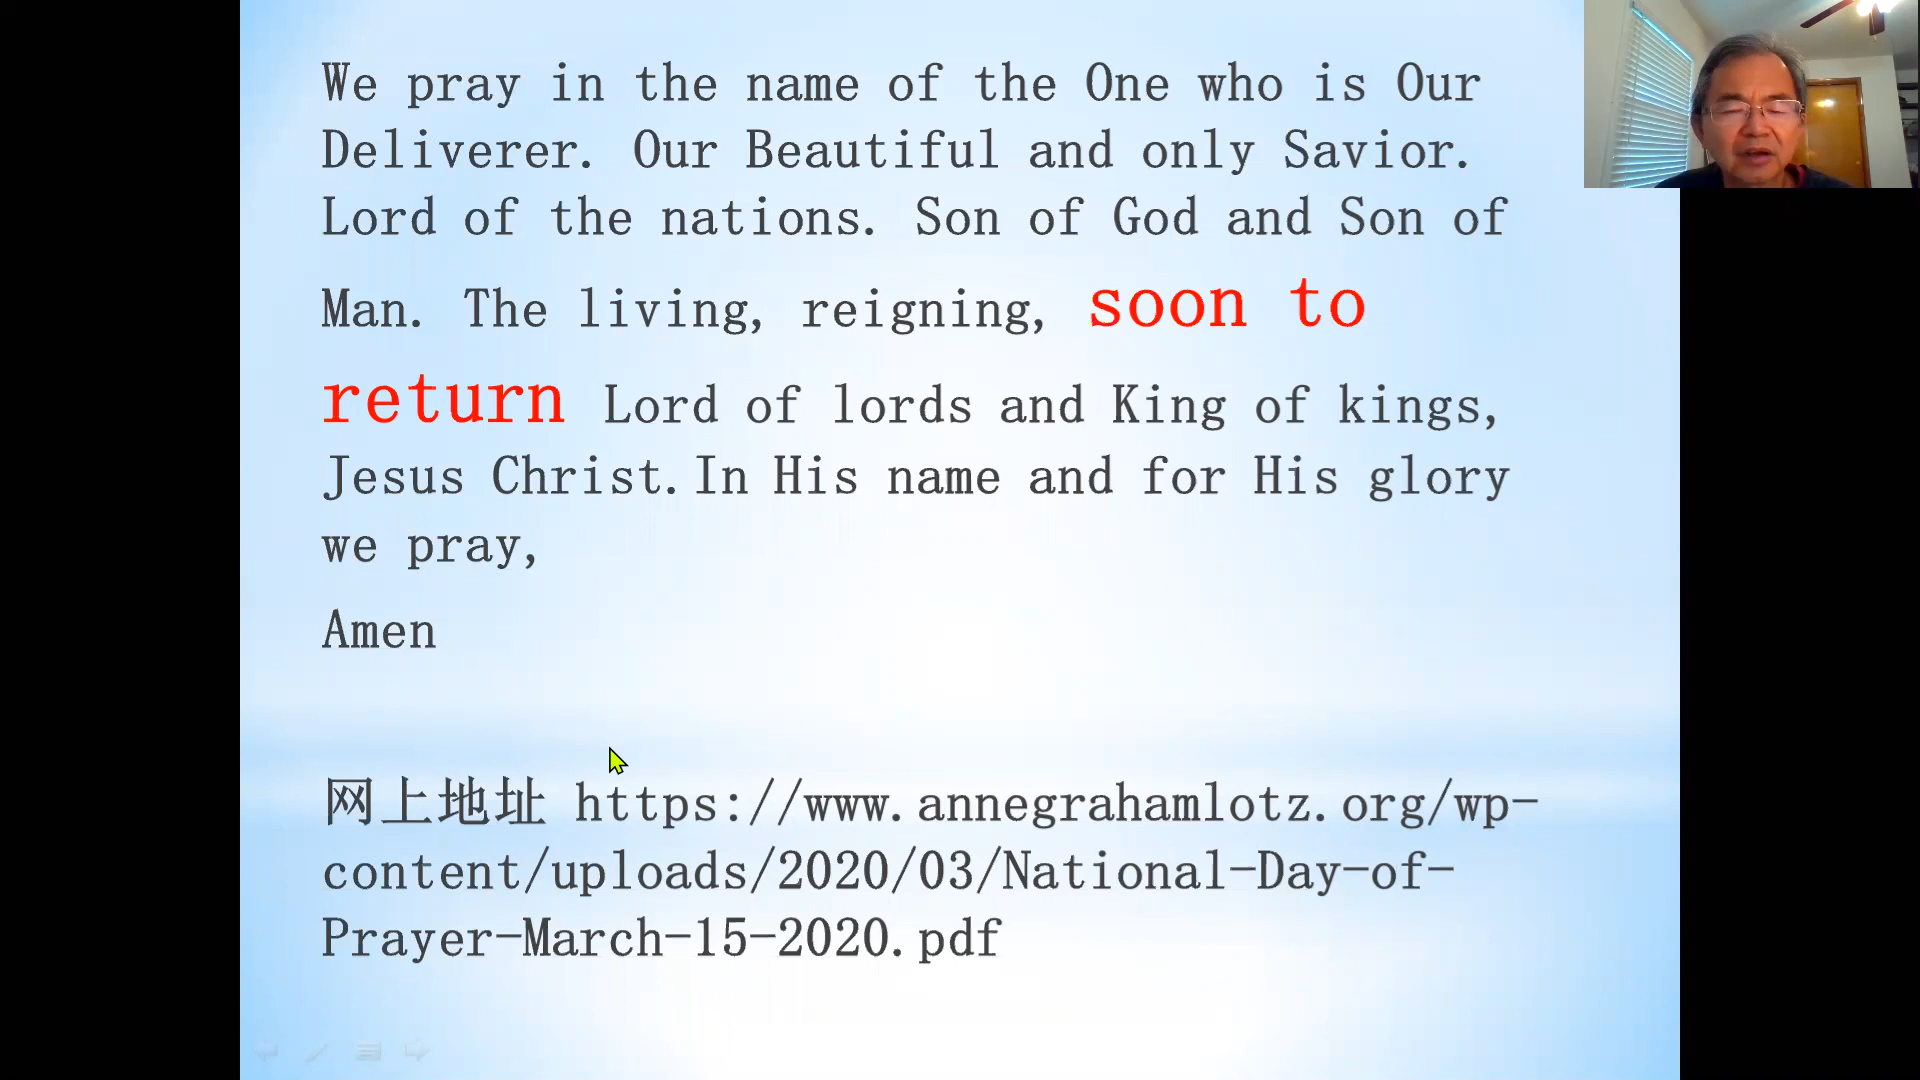 We pray in the name of the One who is Our
Deliverer. Our Beautiful and only Savior.
Lord of the nations. Son of God and Son of
Man. The living, reigning, soon to
return Lord of lords and King of kings,
Jesus Christ.In His name and for His glory
we pray,
Amen
网上地址 https://www.annegrahamlotz.org/wp-
content/uploads/2020/03/National-Day-of-
Prayer-March-15-2020.pdf